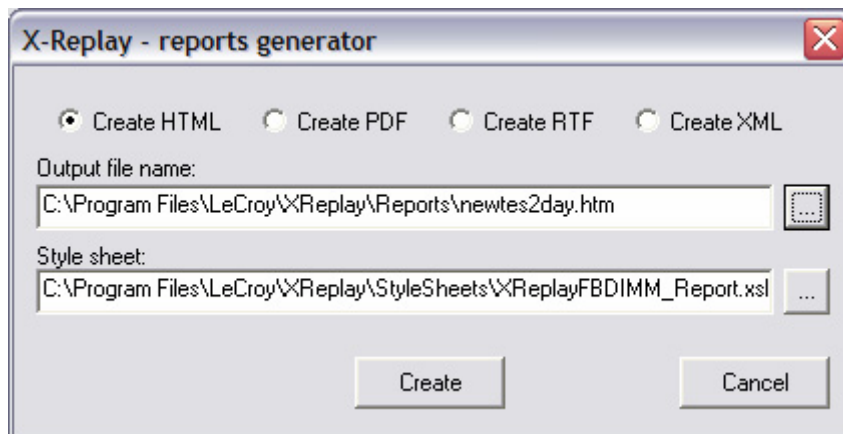 X-Replay - reports generator
Create HTML Create PDF Create RTF Create XML
Output file name:
C:\Program Files\LeCroy\XReplay\Reports\newtes2day.htm
...
Style sheet:
C:\Program Files\LeCroy\XReplay\StyleSheets\XReplayFBDIMM_Report.xsl
...
Create Cancel